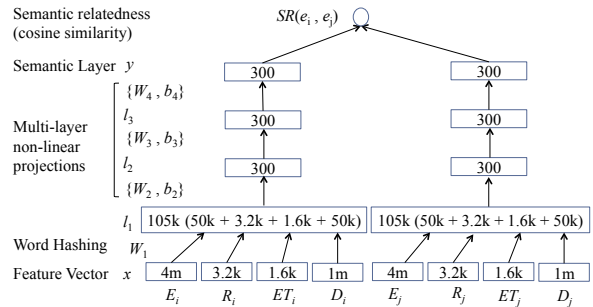 Semantic relatedness
(cosine similarity)
SR(e_i , e_j)
Semantic Layer y
300
300
{W_4 , b_4}
l_3
300
300
Multi-layer
non-linear
projections
{W_3 , b_3}
l_2
300
300
{W_2 , b_2}
l_1
105k (50k + 3.2k + 1.6k + 50k)
105k (50k + 3.2k + 1.6k + 50k)
Word Hashing W_1
Feature Vector x
4m
3.2k
1.6k
1m
4m
3.2k
1.6k
1m
E_i
R_i
ET_i
D_i
E_j
R_j
ET_j
D_j